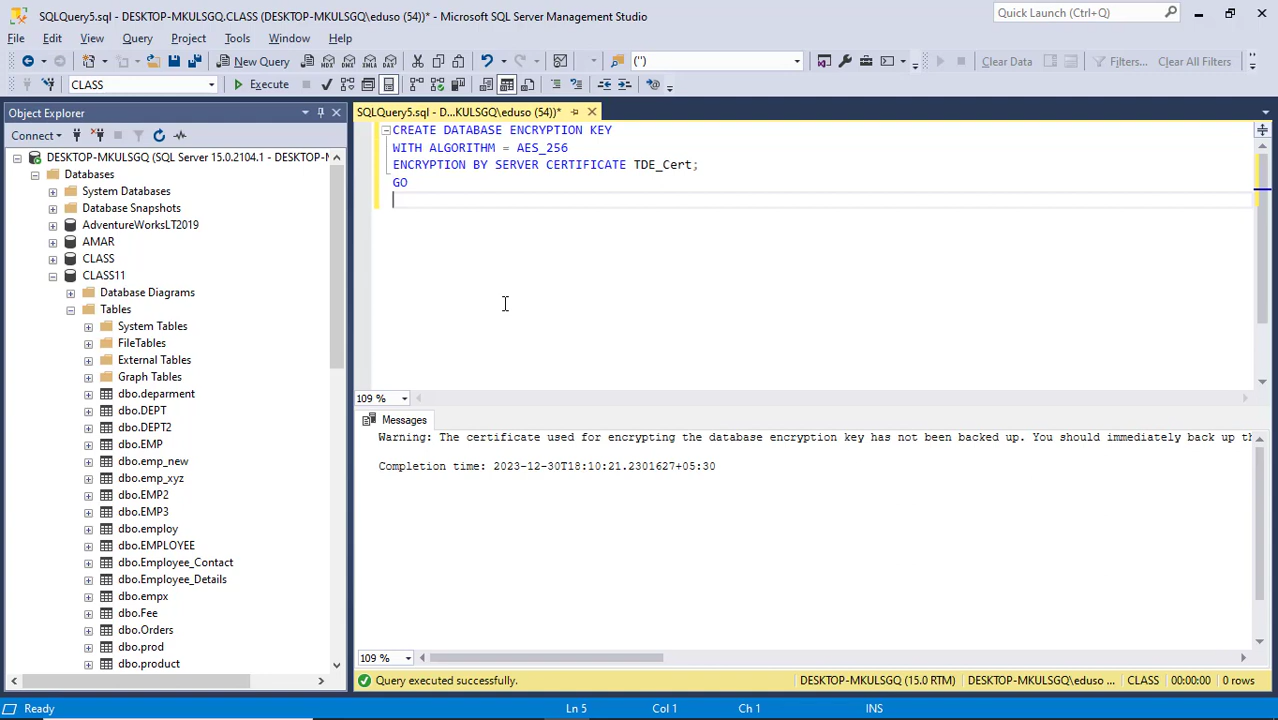 SQLQuery5.sql - DESKTOP-MKULSGQ.CLASS (DESKTOP-MKULSGQ\eduso (54))* - Microsoft SQL Server Management Studio
Quick Launch (Ctrl+Q)
File Edit View Query Project Tools Window Help
New Query
MDX DMX XMLA DAX
('')
Clear Data
Filters...
Clear All Filters
CLASS
Execute
Object Explorer
SQLQuery5.sql - D...KULSGQ\eduso (54))*
Connect
DESKTOP-MKULSGQ (SQL Server 15.0.2104.1 - DESKTOP-
Databases
System Databases
Database Snapshots
AdventureWorksLT2019
AMAR
CLASS
CLASS11
Database Diagrams
Tables
System Tables
FileTables
External Tables
Graph Tables
dbo.deparment
dbo.DEPT
dbo.DEPT2
dbo.EMP
dbo.emp_new
dbo.emp_xyz
dbo.EMP2
dbo.EMP3
dbo.employ
dbo.EMPLOYEE
dbo.Employee_Contact
dbo.Employee_Details
dbo.empx
dbo.Fee
dbo.Orders
dbo.prod
dbo.product
CREATE DATABASE ENCRYPTION KEY
WITH ALGORITHM = AES_256
ENCRYPTION BY SERVER CERTIFICATE TDE_Cert;
GO
109 %
Messages
Warning: The certificate used for encrypting the database encryption key has not been backed up. You should immediately back up th
Completion time: 2023-12-30T18:10:21.2301627+05:30
109 %
Query executed successfully.
DESKTOP-MKULSGQ (15.0 RTM)
DESKTOP-MKULSGQ\eduso ...
CLASS
00:00:00
0 rows
Ready
Ln 5
Col 1
Ch 1
INS